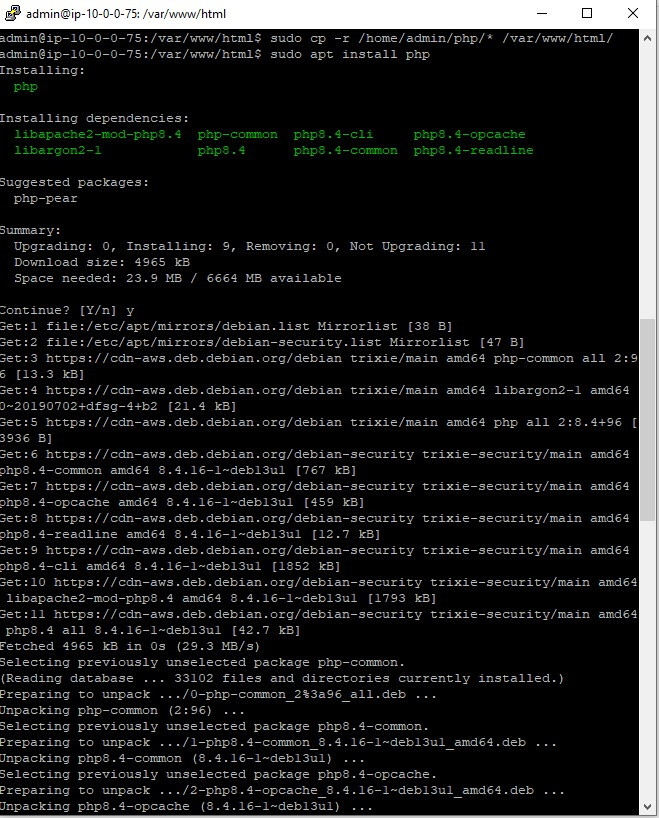 admin@ip-10-0-0-75: /var/www/html
admin@ip-10-0-0-75:/var/www/html$ sudo cp -r /home/admin/php/* /var/www/html/
admin@ip-10-0-0-75:/var/www/html$ sudo apt install php
Installing:
  php

Installing dependencies:
  libapache2-mod-php8.4  php-common  php8.4-cli     php8.4-opcache
  libargon2-1            php8.4      php8.4-common  php8.4-readline

Suggested packages:
  php-pear

Summary:
  Upgrading: 0, Installing: 9, Removing: 0, Not Upgrading: 11
  Download size: 4965 kB
  Space needed: 23.9 MB / 6664 MB available

Continue? [Y/n] y
Get:1 file:/etc/apt/mirrors/debian.list Mirrorlist [38 B]
Get:2 file:/etc/apt/mirrors/debian-security.list Mirrorlist [47 B]
Get:3 https://cdn-aws.deb.debian.org/debian trixie/main amd64 php-common all 2:9
6 [13.3 kB]
Get:4 https://cdn-aws.deb.debian.org/debian trixie/main amd64 libargon2-1 amd64
0~20190702+dfsg-4+b2 [21.4 kB]
Get:5 https://cdn-aws.deb.debian.org/debian trixie/main amd64 php all 2:8.4+96 [
3936 B]
Get:6 https://cdn-aws.deb.debian.org/debian-security trixie-security/main amd64
php8.4-common amd64 8.4.16-1~deb13u1 [767 kB]
Get:7 https://cdn-aws.deb.debian.org/debian-security trixie-security/main amd64
php8.4-opcache amd64 8.4.16-1~deb13u1 [459 kB]
Get:8 https://cdn-aws.deb.debian.org/debian-security trixie-security/main amd64
php8.4-readline amd64 8.4.16-1~deb13u1 [12.7 kB]
Get:9 https://cdn-aws.deb.debian.org/debian-security trixie-security/main amd64
php8.4-cli amd64 8.4.16-1~deb13u1 [1852 kB]
Get:10 https://cdn-aws.deb.debian.org/debian-security trixie-security/main amd64
 libapache2-mod-php8.4 amd64 8.4.16-1~deb13u1 [1793 kB]
Get:11 https://cdn-aws.deb.debian.org/debian-security trixie-security/main amd64
 php8.4 all 8.4.16-1~deb13u1 [42.7 kB]
Fetched 4965 kB in 0s (29.3 MB/s)
Selecting previously unselected package php-common.
(Reading database ... 33102 files and directories currently installed.)
Preparing to unpack .../0-php-common_2%3a96_all.deb ...
Unpacking php-common (2:96) ...
Selecting previously unselected package php8.4-common.
Preparing to unpack .../1-php8.4-common_8.4.16-1~deb13u1_amd64.deb ...
Unpacking php8.4-common (8.4.16-1~deb13u1) ...
Selecting previously unselected package php8.4-opcache.
Preparing to unpack .../2-php8.4-opcache_8.4.16-1~deb13u1_amd64.deb ...
Unpacking php8.4-opcache (8.4.16-1~deb13u1) ...